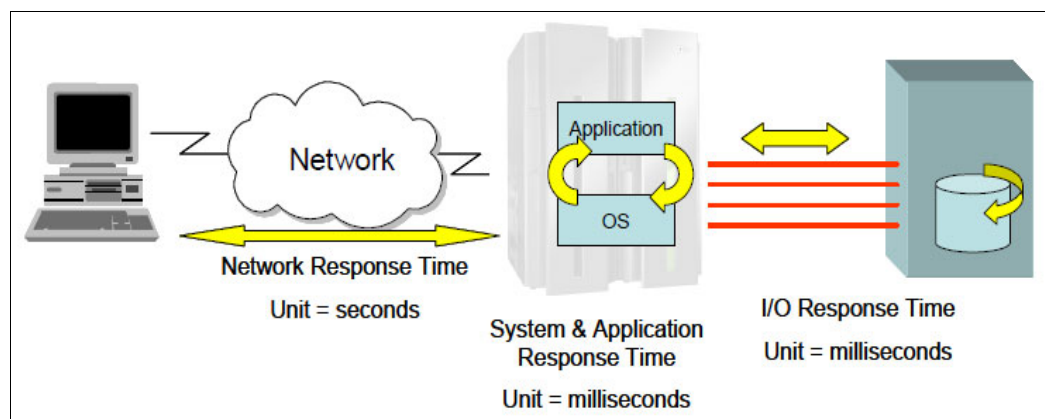 Network
Application
OS
Network Response Time
Unit = seconds
System & Application
Response Time
Unit = milliseconds
I/O Response Time
Unit = milliseconds